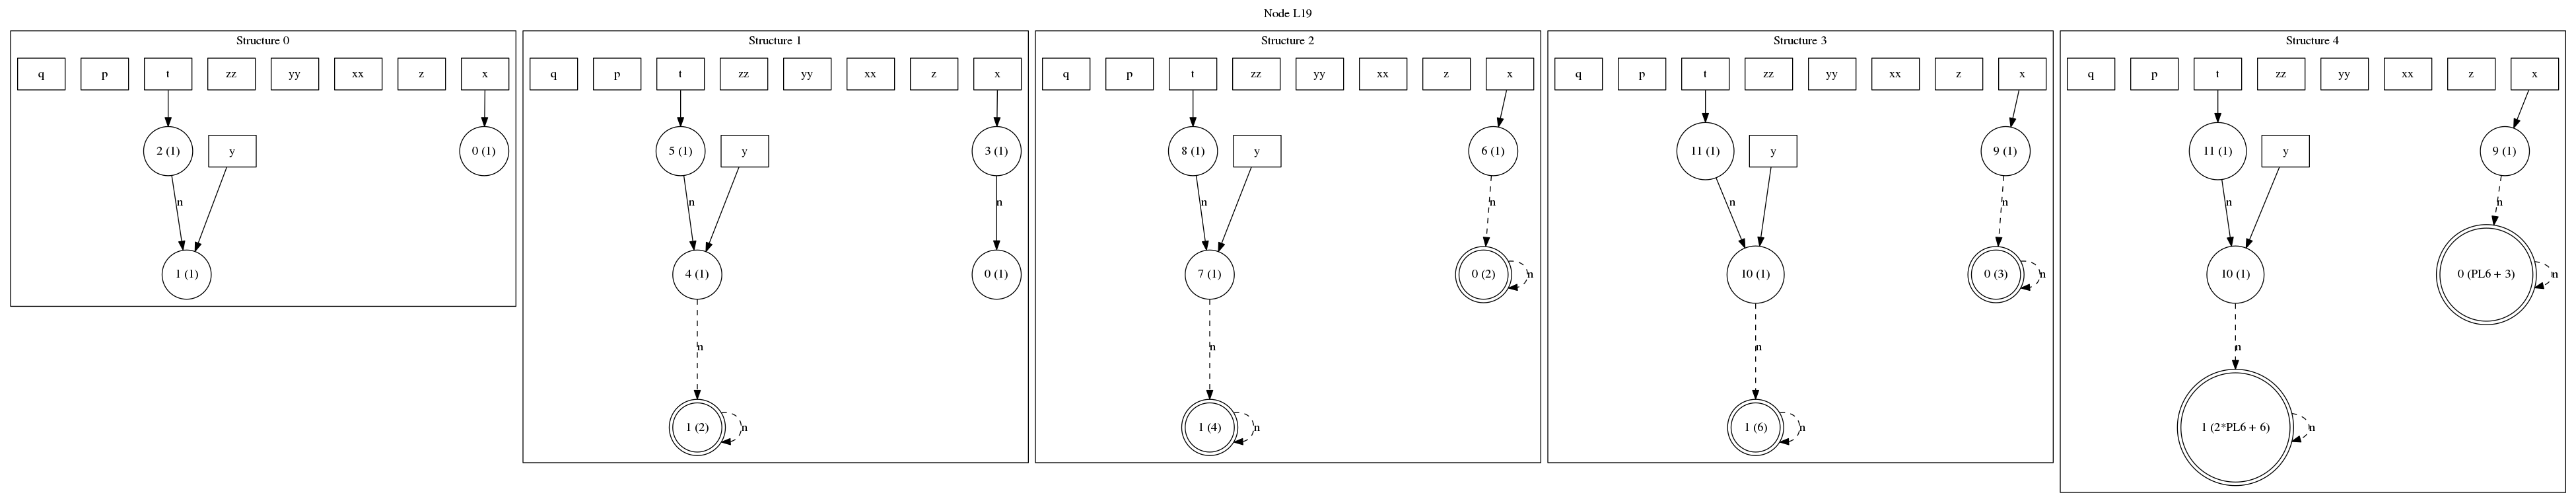 Node L19
Structure 0
q p t zz yy xx z x
2 (1) y 0 (1)
n
1 (1)
Structure 1
q p t zz yy xx z x
5 (1) y 3 (1)
n n
4 (1) 0 (1)
n
1 (2) n
Structure 2
q p t zz yy xx z x
8 (1) y 6 (1)
n n
7 (1) 0 (2) n
n
1 (4) n
Structure 3
q p t zz yy xx z x
11 (1) y 9 (1)
n n
10 (1) 0 (3) n
n
1 (6) n
Structure 4
q p t zz yy xx z x
11 (1) y 9 (1)
n n
10 (1) 0 (PL6 + 3) n
n
1 (2*PL6 + 6) n